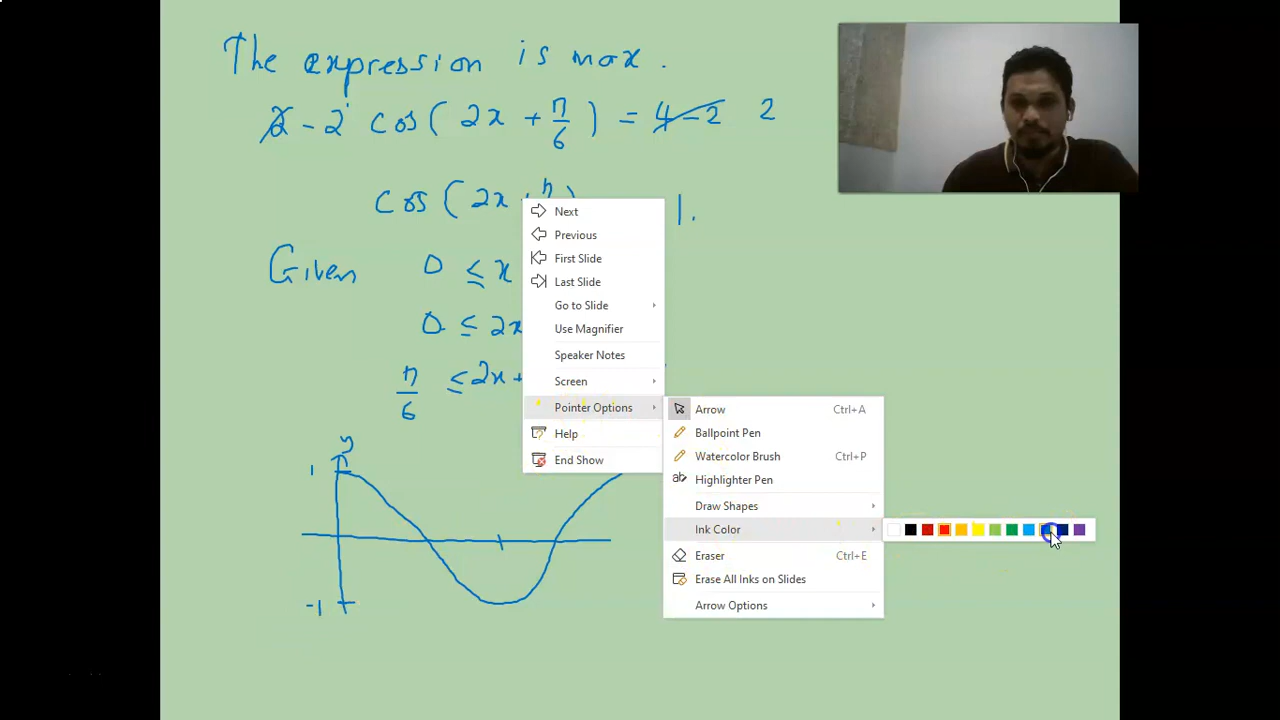 The expression is max.
2 - 2 cos( 2x + π/6 ) = 4-2 2
cos( 2x + 1.
Given 0 ≤ x
0 ≤ 2x
π/6 ≤ 2x +
y
1
-1
Next
Previous
First Slide
Last Slide
Go to Slide
Use Magnifier
Speaker Notes
Screen
Pointer Options
Help
End Show
Arrow Ctrl+A
Ballpoint Pen
Watercolor Brush Ctrl+P
Highlighter Pen
Draw Shapes
Ink Color
Eraser Ctrl+E
Erase All Inks on Slides
Arrow Options